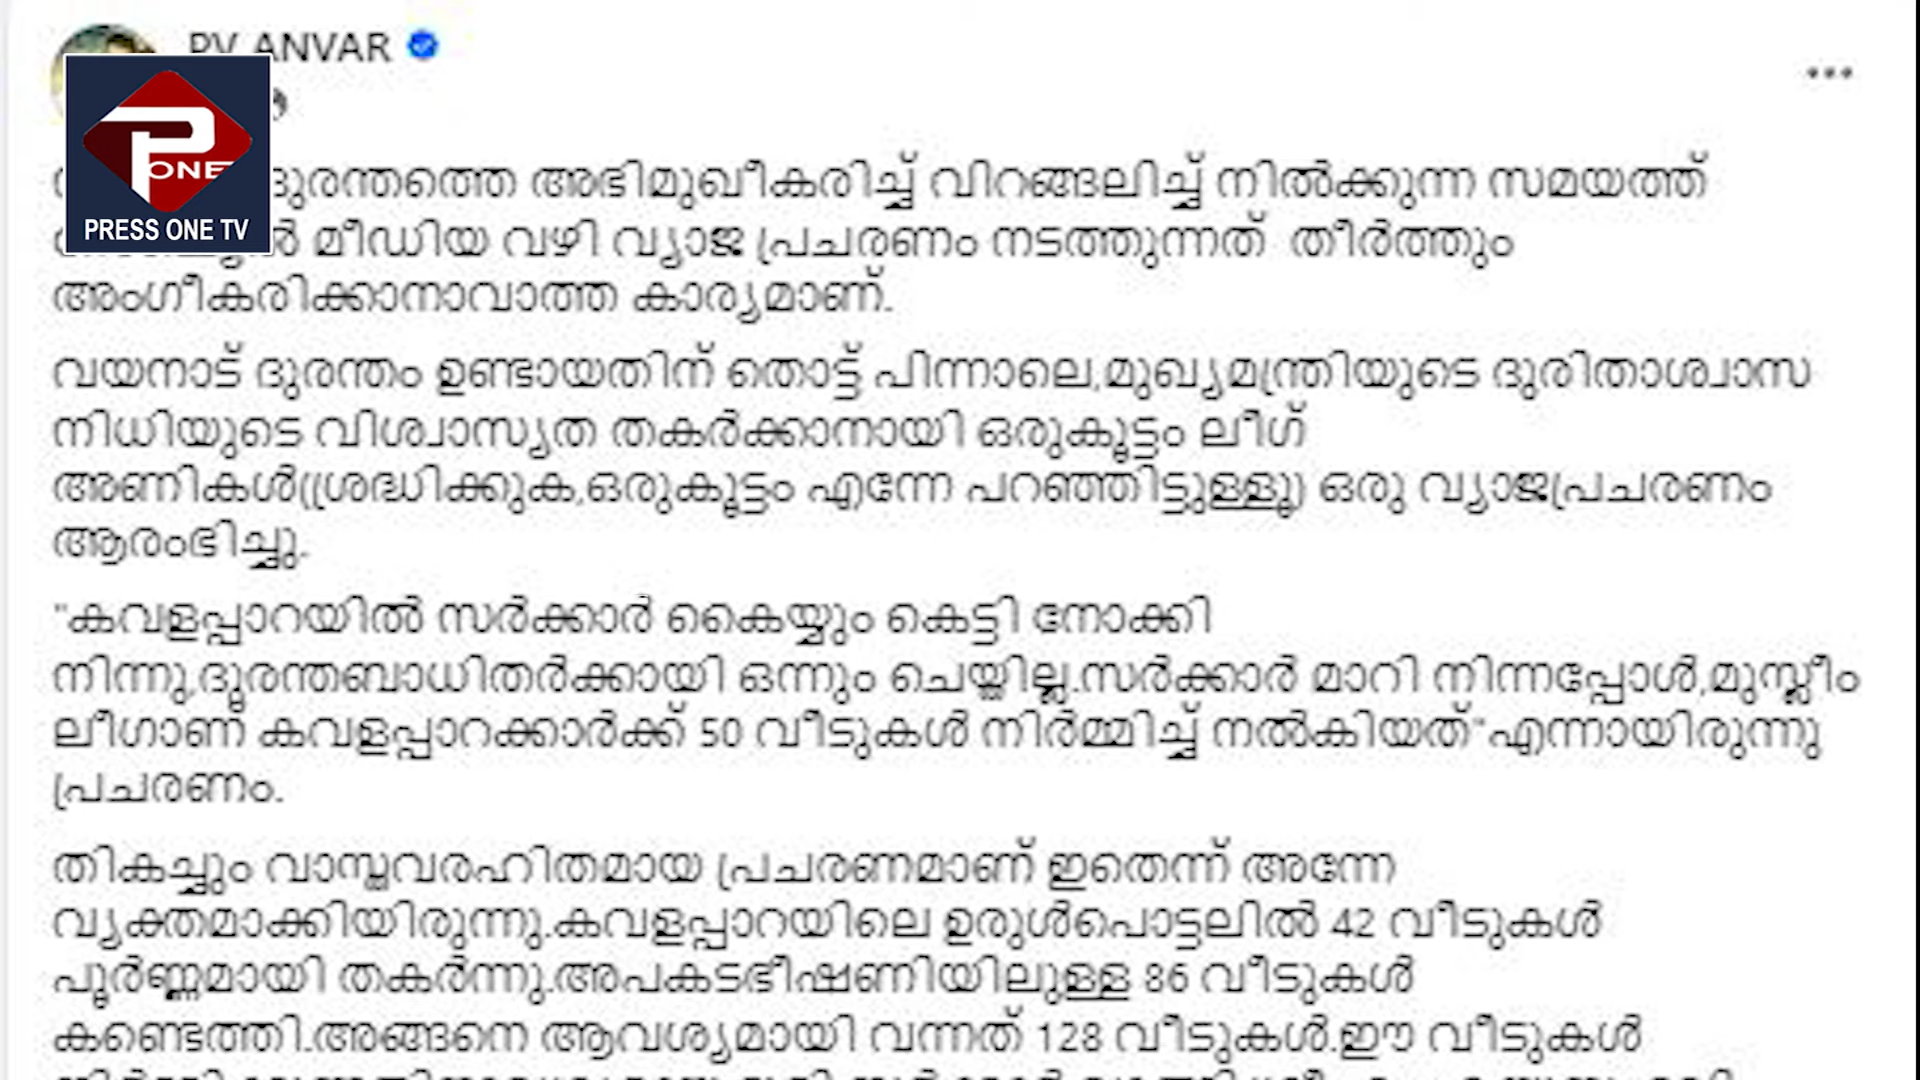 PV ANVAR
ONE
PRESS ONE TV
ദുരന്തത്തെ അഭിമുഖീകരിച്ച് വിറങ്ങലിച്ച് നിൽക്കുന്ന സമയത്ത്
മീഡിയ വഴി വ്യാജ പ്രചരണം നടത്തുന്നത് തീർത്തും
അംഗീകരിക്കാനാവാത്ത കാര്യമാണ്.
വയനാട് ദുരന്തം ഉണ്ടായതിന് തൊട്ട് പിന്നാലെ,മുഖ്യമന്ത്രിയുടെ ദുരിതാശ്വാസ
നിധിയുടെ വിശ്വാസ്യത തകർക്കാനായി ഒരുകൂട്ടം ലീഗ്
അണികൾ(ശ്രദ്ധിക്കുക,ഒരുകൂട്ടം എന്നേ പറഞ്ഞിട്ടുള്ളൂ) ഒരു വ്യാജപ്രചരണം
ആരംഭിച്ചു.
"കവളപ്പാറയിൽ സർക്കാർ കൈയ്യും കെട്ടി നോക്കി
നിന്നു,ദുരന്തബാധിതർക്കായി ഒന്നും ചെയ്തില്ല.സർക്കാർ മാറി നിന്നപ്പോൾ,മുസ്ലീം
ലീഗാണ് കവളപ്പാറക്കാർക്ക് 50 വീടുകൾ നിർമ്മിച്ച് നൽകിയത്"എന്നായിരുന്നു
പ്രചരണം.
തികച്ചും വാസ്തവരഹിതമായ പ്രചരണമാണ് ഇതെന്ന് അന്നേ
വ്യക്തമാക്കിയിരുന്നു.കവളപ്പാറയിലെ ഉരുൾപൊട്ടലിൽ 42 വീടുകൾ
പൂർണ്ണമായി തകർന്നു.അപകടഭീഷണിയിലുള്ള 86 വീടുകൾ
കണ്ടെത്തി.അങ്ങനെ ആവശ്യമായി വന്നത് 128 വീടുകൾ.ഈ വീടുകൾ